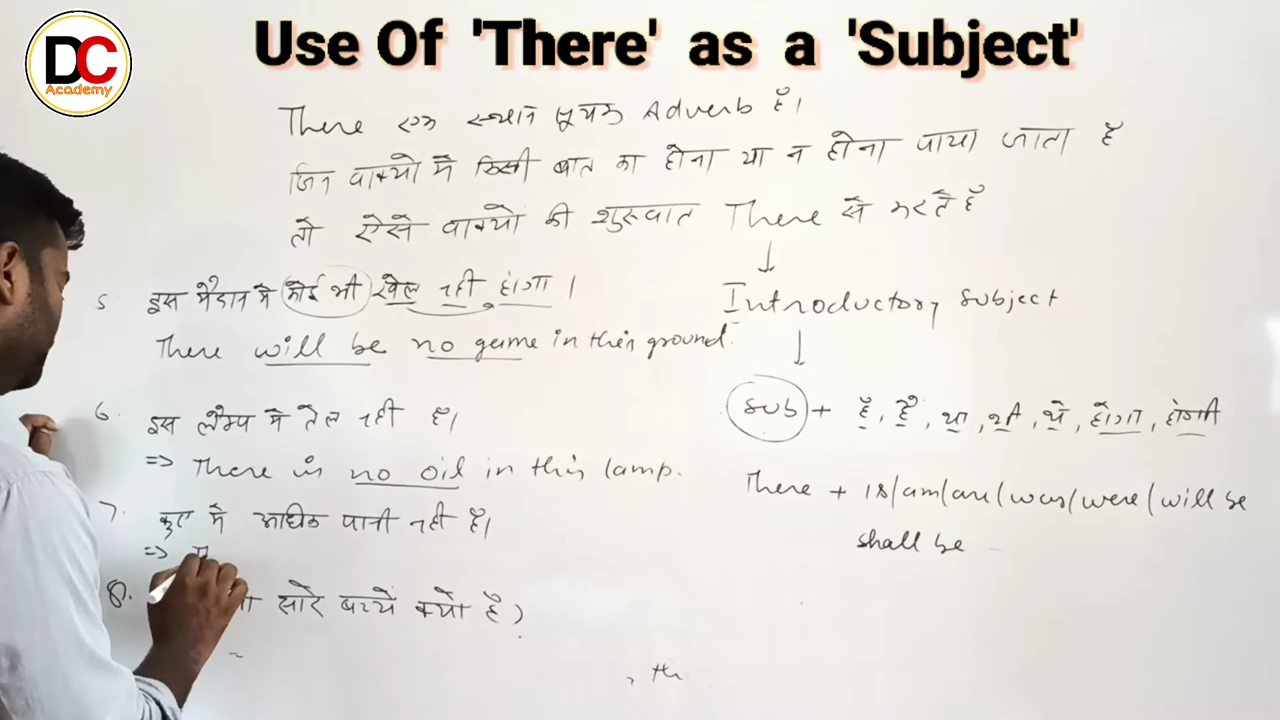 DC
Academy
Use Of 'There' as a 'Subject'
There एक स्थान सूचक Adverb है।
जिन वाक्यो में किसी बात का होना या न होना पाया जाता है
तो ऐसे वाक्यो की शुरुवात There से करते है
↓
Introductory subject
↓
Sub + है, हैं, था, थी, थे, होगा, होगी
There + is/am/are/was/were/will be
shall be
5 इस मैदान मे कोई भी खेल नही होगा।
There will be no game in this ground.
6. इस लैम्प मे तेल नही है।
=> There is no oil in this lamp.
7. कुए मे अधिक पानी नही है।
=>
8. सारे बच्चें क्यो है?
=
, th